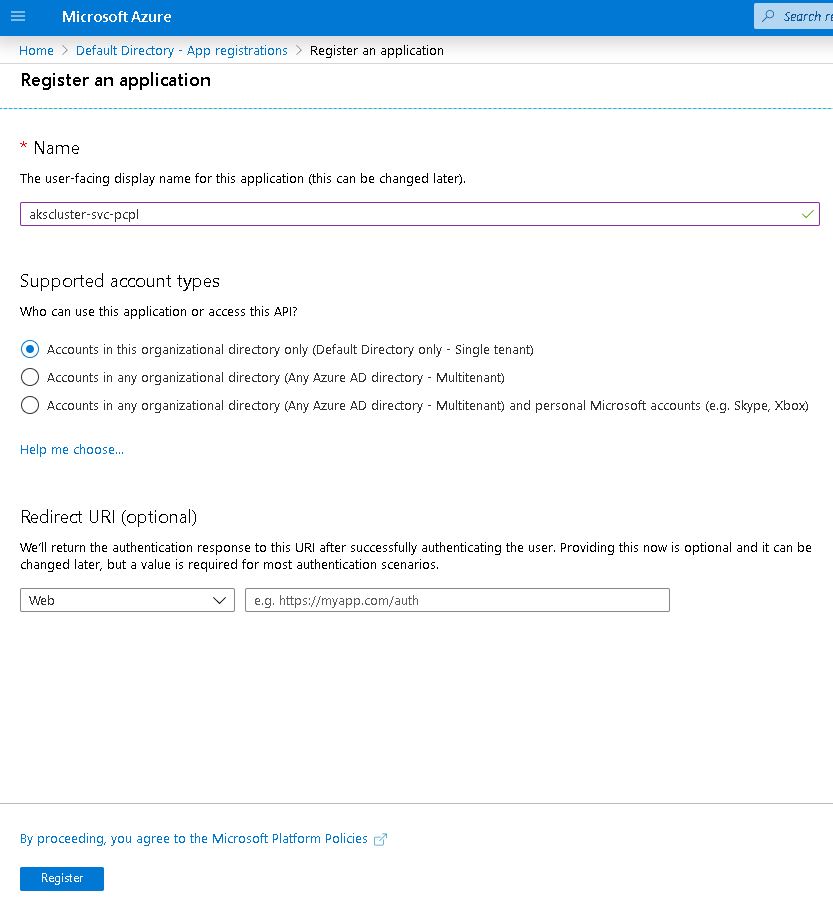 Microsoft Azure
Search re
Home > Default Directory - App registrations > Register an application
Register an application
* Name
The user-facing display name for this application (this can be changed later).
akscluster-svc-pcpl
Supported account types
Who can use this application or access this API?
Accounts in this organizational directory only (Default Directory only - Single tenant)
Accounts in any organizational directory (Any Azure AD directory - Multitenant)
Accounts in any organizational directory (Any Azure AD directory - Multitenant) and personal Microsoft accounts (e.g. Skype, Xbox)
Help me choose...
Redirect URI (optional)
We'll return the authentication response to this URI after successfully authenticating the user. Providing this now is optional and it can be
changed later, but a value is required for most authentication scenarios.
Web
e.g. https://myapp.com/auth
By proceeding, you agree to the Microsoft Platform Policies
Register